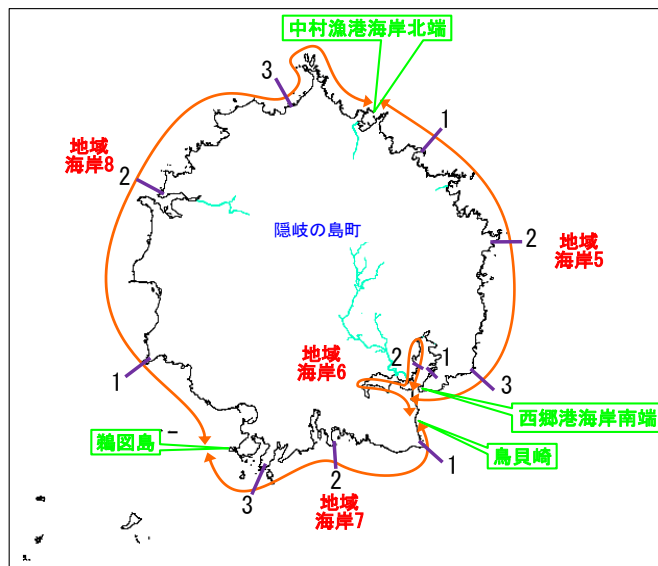 中村漁港海岸北端
3
1
地域
海岸8
2
隠岐の島町
2
地域
海岸5
地域
海岸6
2
1
3
1
西郷港海岸南端
鵜図島
鳥貝崎
1
2
3
地域
海岸7